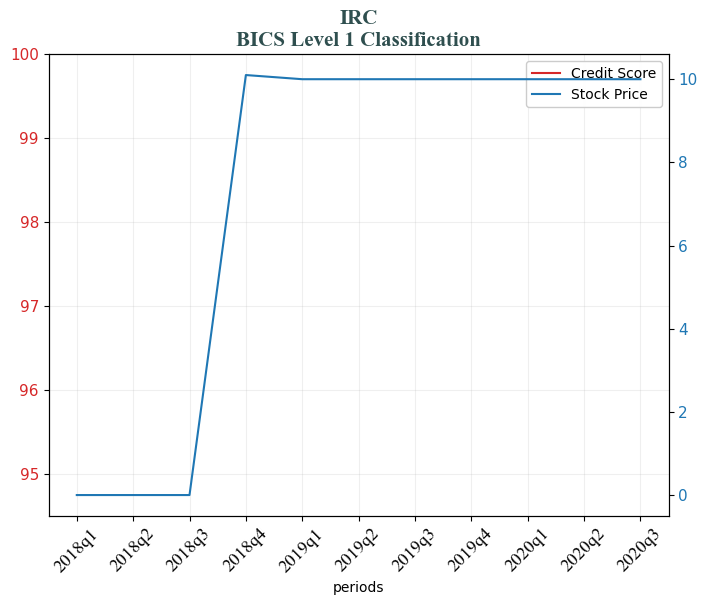 IRC
BICS Level 1 Classification
100
99
98
97
96
95
Credit Score
Stock Price
10
8
6
4
2
0
2018q1
2018q2
2018q3
2018q4
2019q1
2019q2
2019q3
2019q4
2020q1
2020q2
2020q3
periods